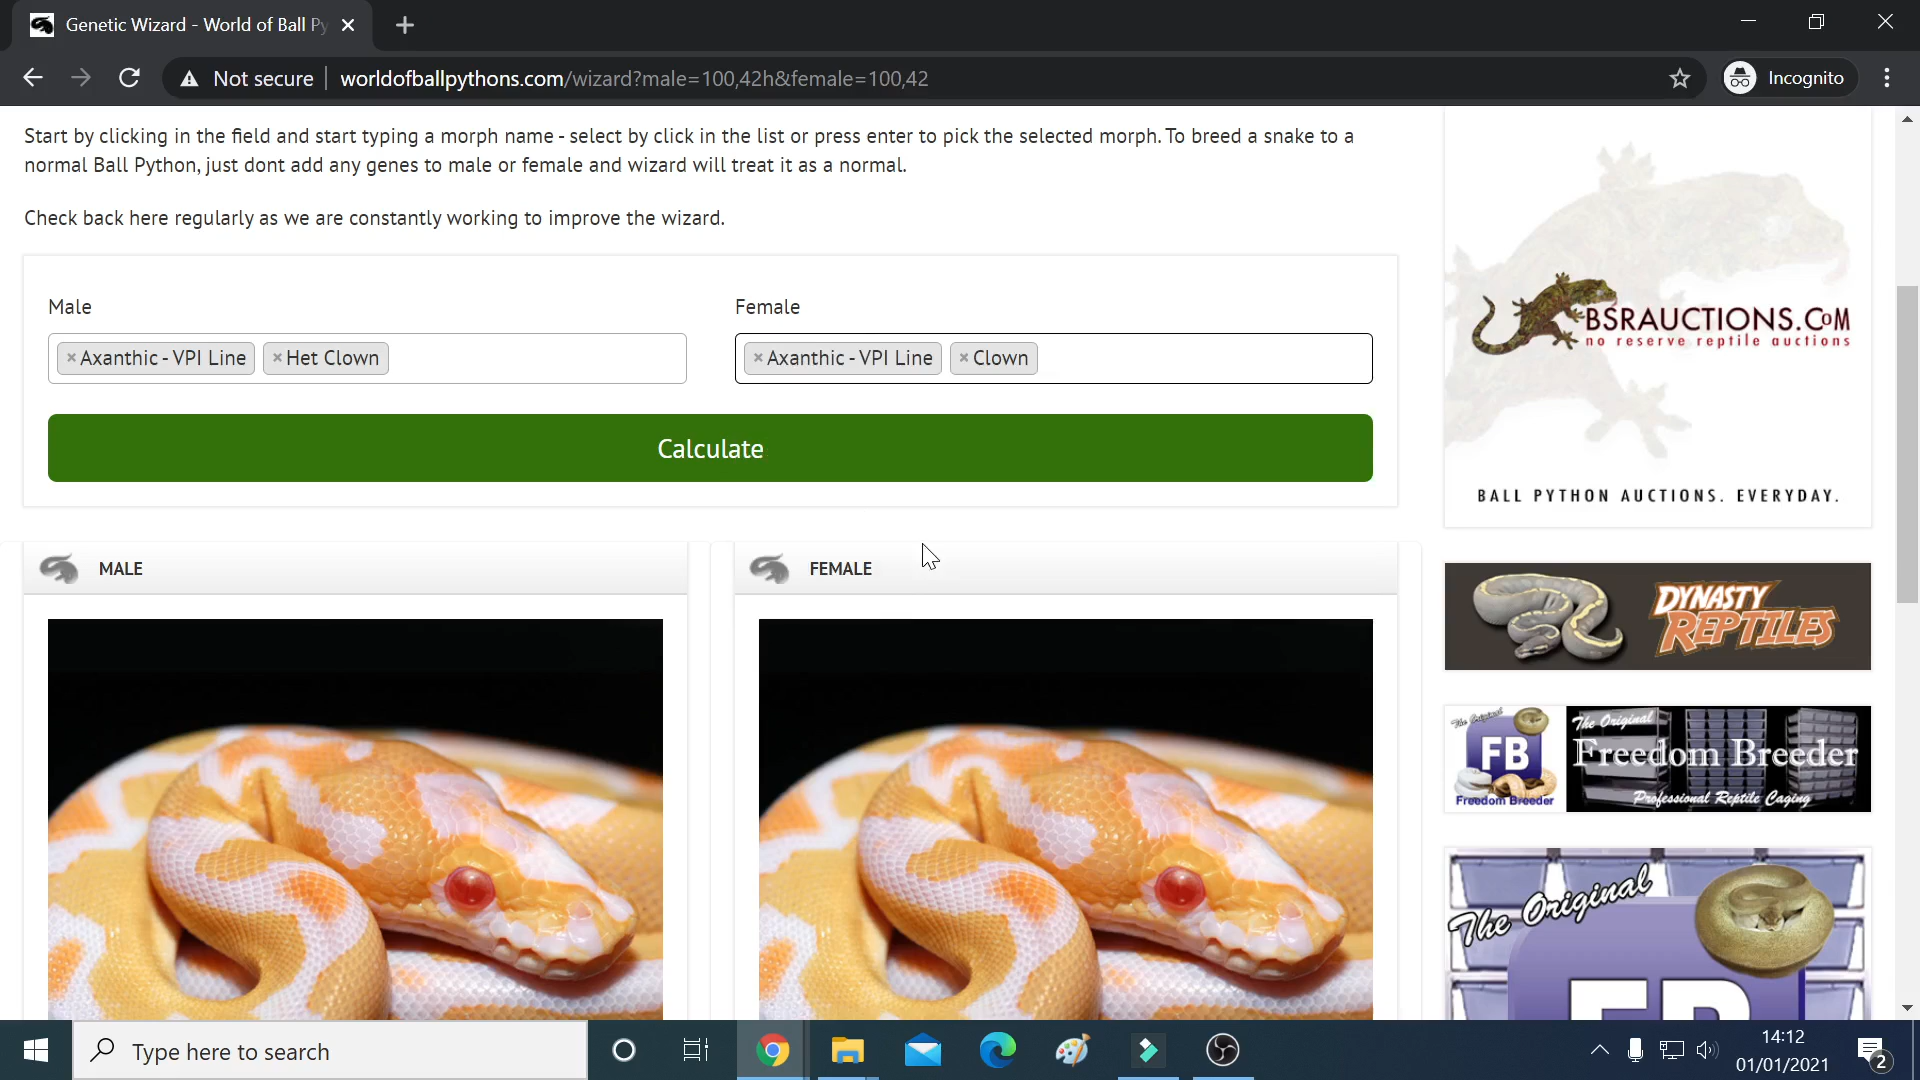 Genetic Wizard - World of Ball Py
Not secure
worldofballpythons.com/wizard?male=100,42h&female=100,42
Incognito
Start by clicking in the field and start typing a morph name - select by click in the list or press enter to pick the selected morph. To breed a snake to a
normal Ball Python, just dont add any genes to male or female and wizard will treat it as a normal.
Check back here regularly as we are constantly working to improve the wizard.
Male
Female
× Axanthic - VPI Line
× Het Clown
× Axanthic - VPI Line
× Clown
Calculate
MALE
FEMALE
BSRAUCTIONS.COM
no reserve reptile auctions
BALL PYTHON AUCTIONS. EVERYDAY.
DYNASTY
REPTILES
The Original
FB
Freedom Breeder
The Original
Freedom Breeder
Professional Reptile Caging
The Original
FB
Type here to search
14:12
01/01/2021
2